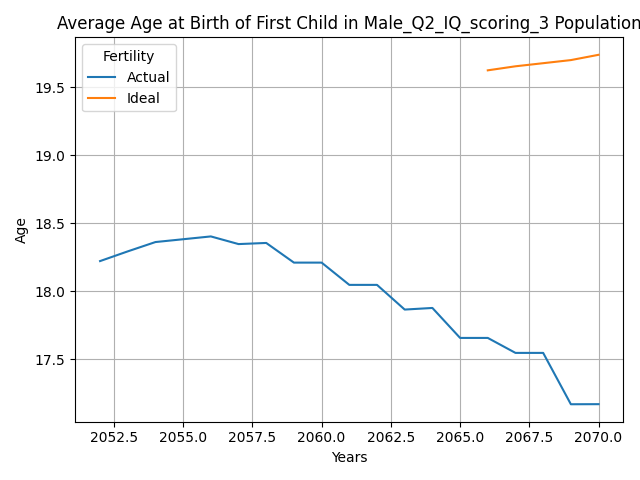 Average Age at Birth of First Child in Male_Q2_IQ_scoring_3 Population
Fertility
Actual
Ideal
19.5
19.0
18.5
18.0
17.5
Age
2052.5 2055.0 2057.5 2060.0 2062.5 2065.0 2067.5 2070.0
Years